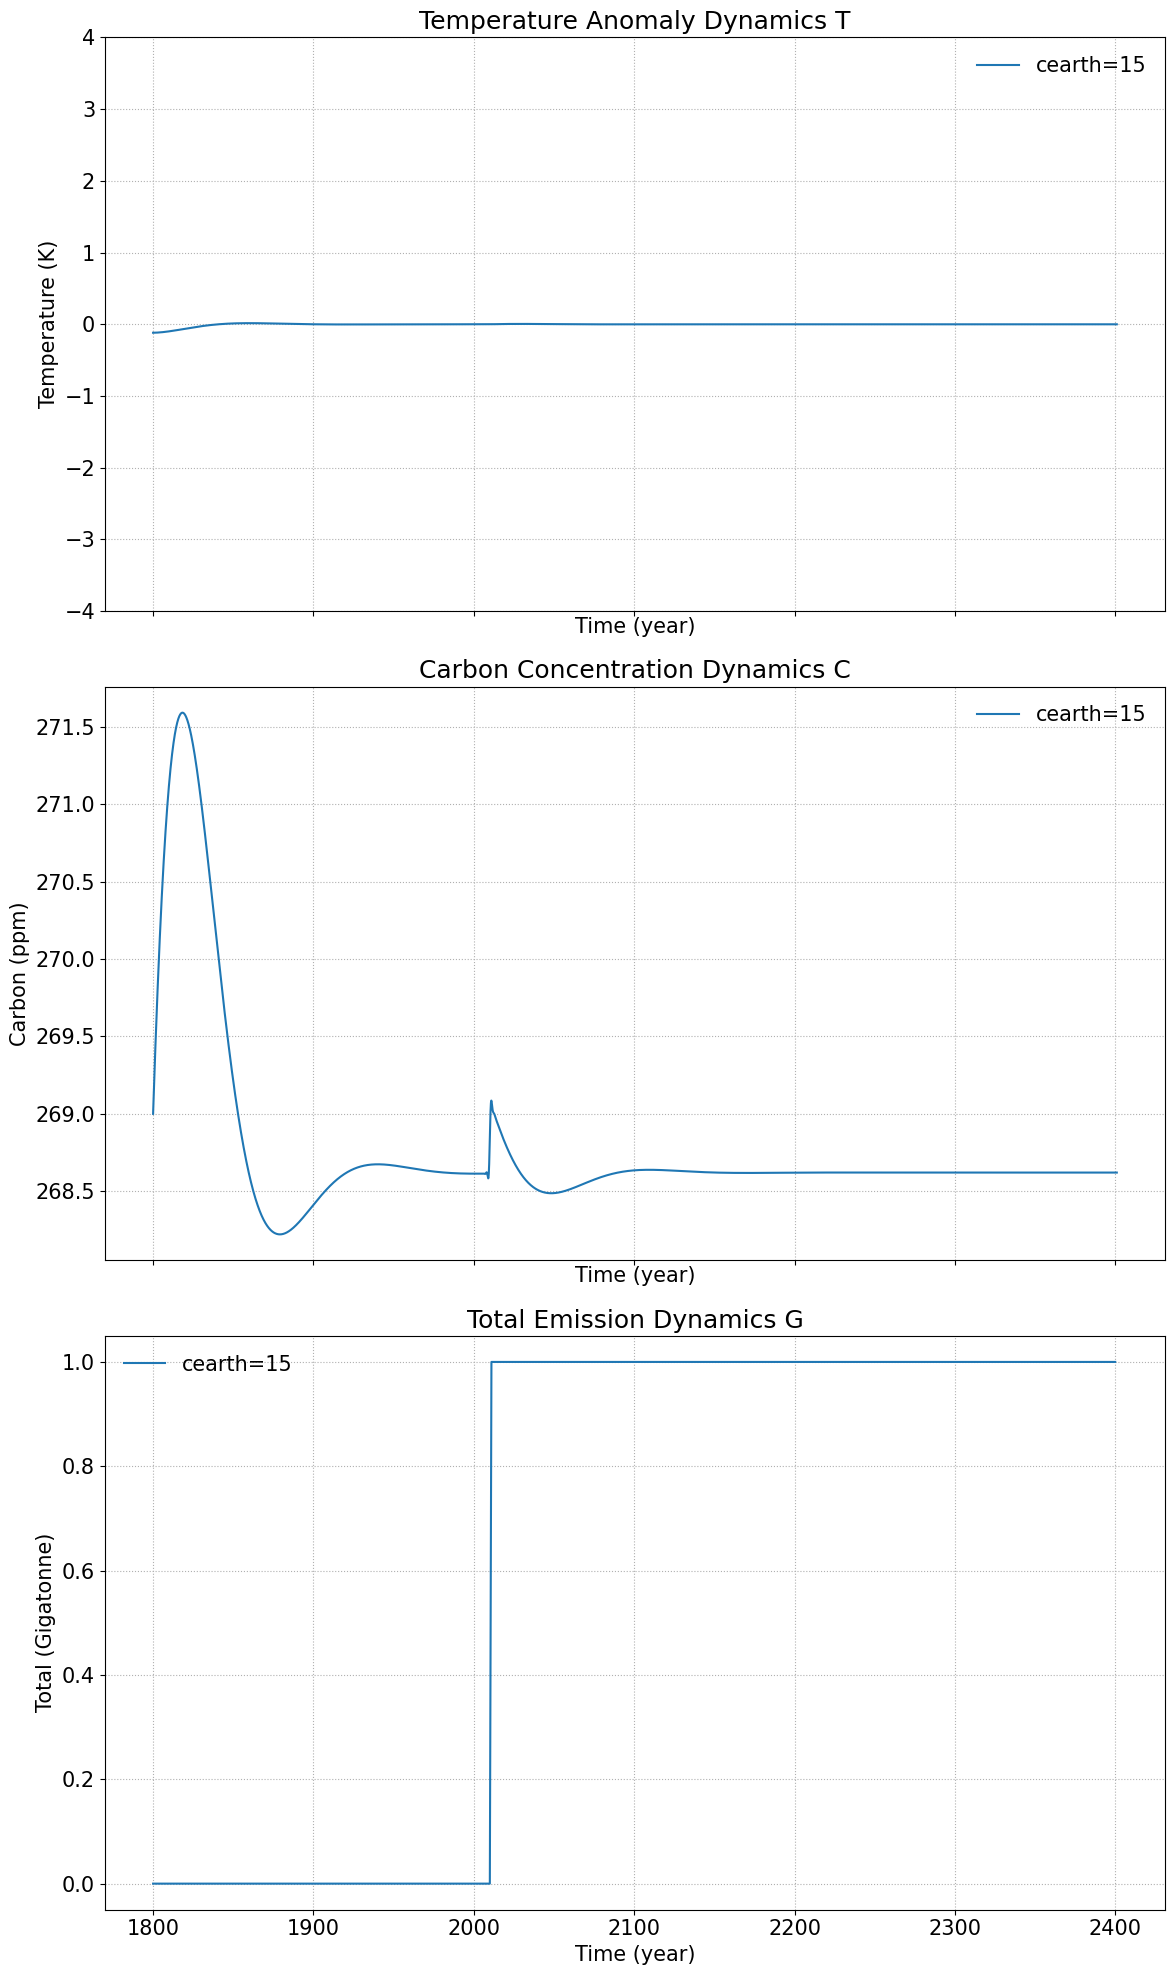 Temperature Anomaly Dynamics T
4
3
2
1
0
−1
−2
−3
−4
Temperature (K)
cearth=15
Time (year)
Carbon Concentration Dynamics C
271.5
271.0
270.5
270.0
269.5
269.0
268.5
Carbon (ppm)
cearth=15
Time (year)
Total Emission Dynamics G
1.0
0.8
0.6
0.4
0.2
0.0
Total (Gigatonne)
cearth=15
1800 1900 2000 2100 2200 2300 2400
Time (year)